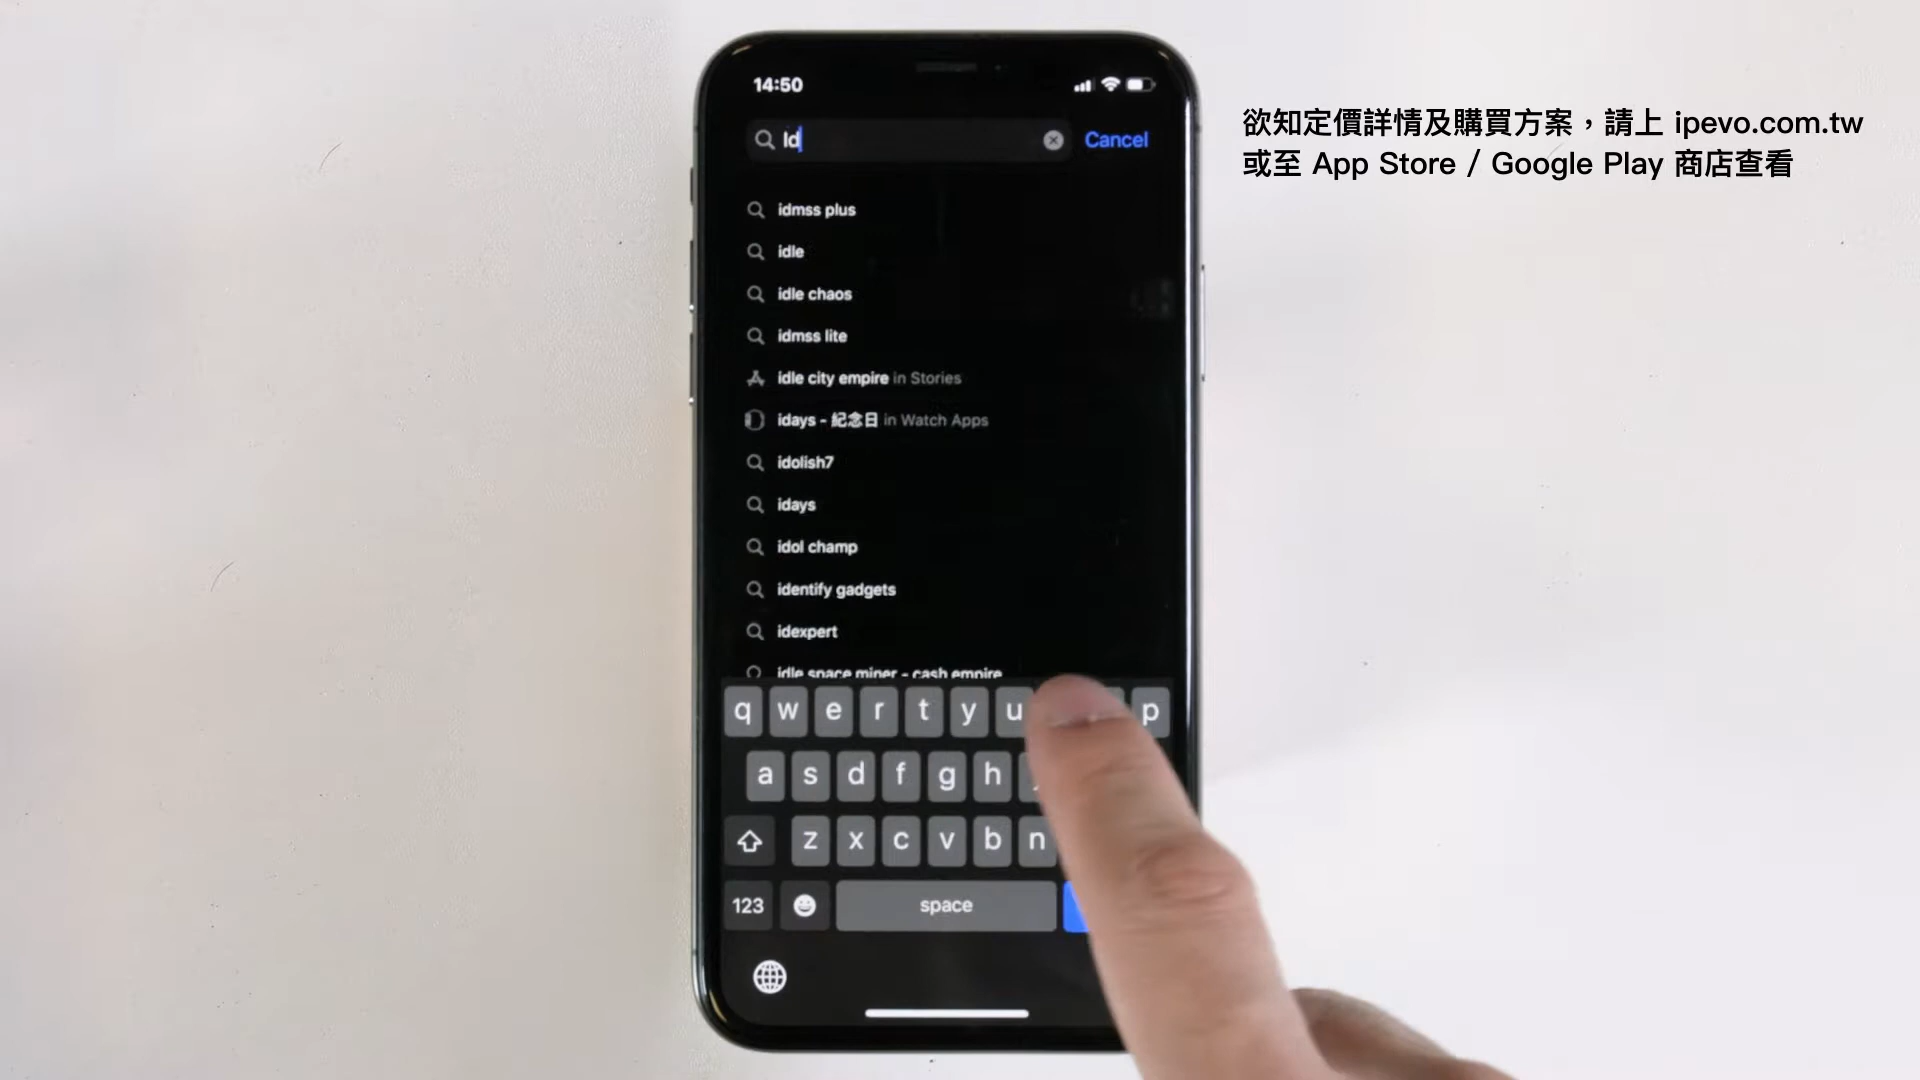 14:50
欲知定價詳情及購買方案，請上 ipevo.com.tw
或至 App Store / Google Play 商店查看
Id
Cancel
idmss plus
idle
idle chaos
idmss lite
idle city empire in Stories
idays - 紀念日 in Watch Apps
idolish7
idays
idol champ
identify gadgets
idexpert
idle space miner - cash empire
q w e r t y u p
a s d f g h
z x c v b n
123 space